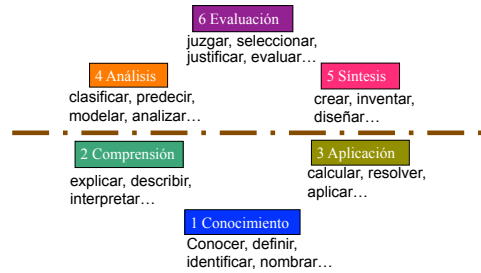 6 Evaluación
juzgar, seleccionar,
justificar, evaluar…
4 Análisis
clasificar, predecir,
modelar, analizar…
5 Síntesis
crear, inventar,
diseñar…
2 Comprensión
explicar, describir,
interpretar…
3 Aplicación
calcular, resolver,
aplicar…
1 Conocimiento
Conocer, definir,
identificar, nombrar…